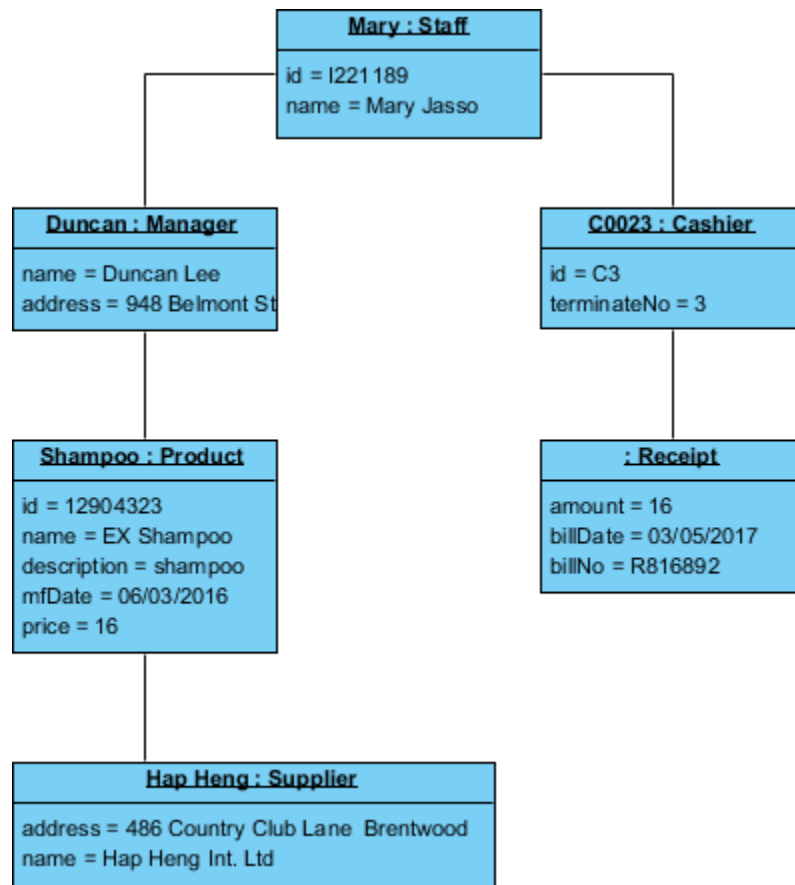 Mary : Staff
id = I221189
name = Mary Jasso
Duncan : Manager
name = Duncan Lee
address = 948 Belmont St
C0023 : Cashier
id = C3
terminateNo = 3
Shampoo : Product
id = 12904323
name = EX Shampoo
description = shampoo
mfDate = 06/03/2016
price = 16
: Receipt
amount = 16
billDate = 03/05/2017
billNo = R816892
Hap Heng : Supplier
address = 486 Country Club Lane Brentwood
name = Hap Heng Int. Ltd